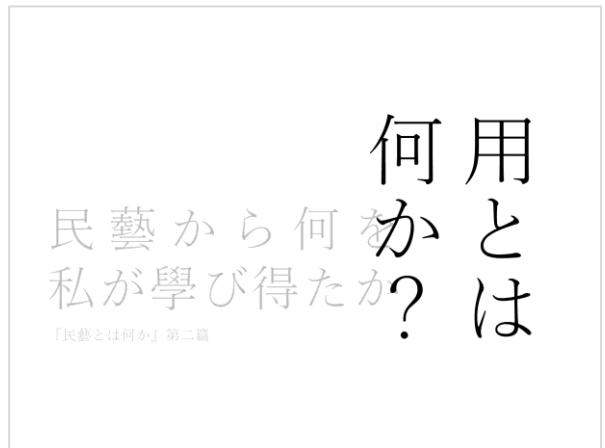 用とは
何か？
民藝から何を
私が學び得たか
『民藝とは何か』第二篇